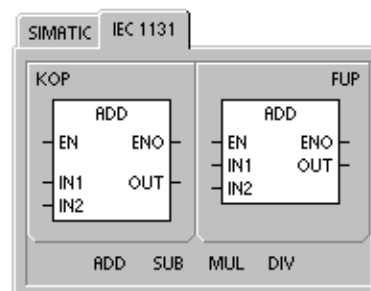 SIMATIC IEC 1131
KOP FUP
ADD ADD
EN ENO EN ENO
IN1 OUT IN1 OUT
IN2 IN2
ADD SUB MUL DIV